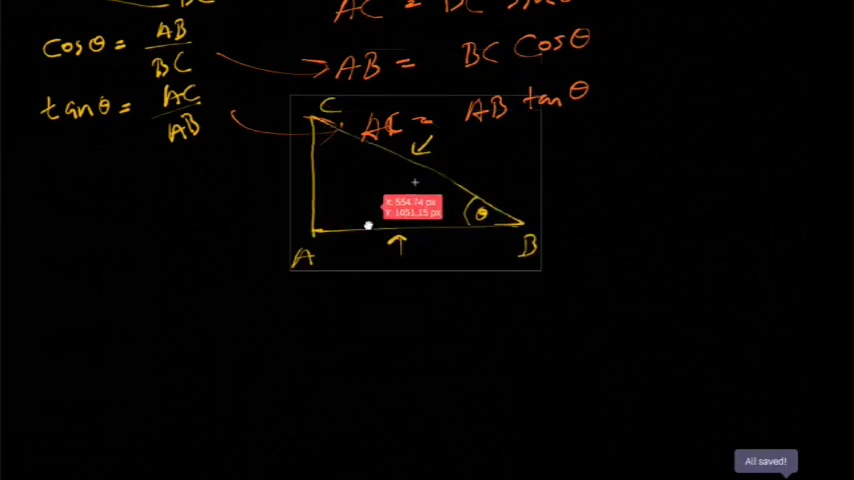 AC = BC
Cosθ = AB / BC
AB = BC Cosθ
tanθ = AC / AB
AC = AB tanθ
C
X: 554.74 px
Y: 1051.15 px
θ
A
B
All saved!